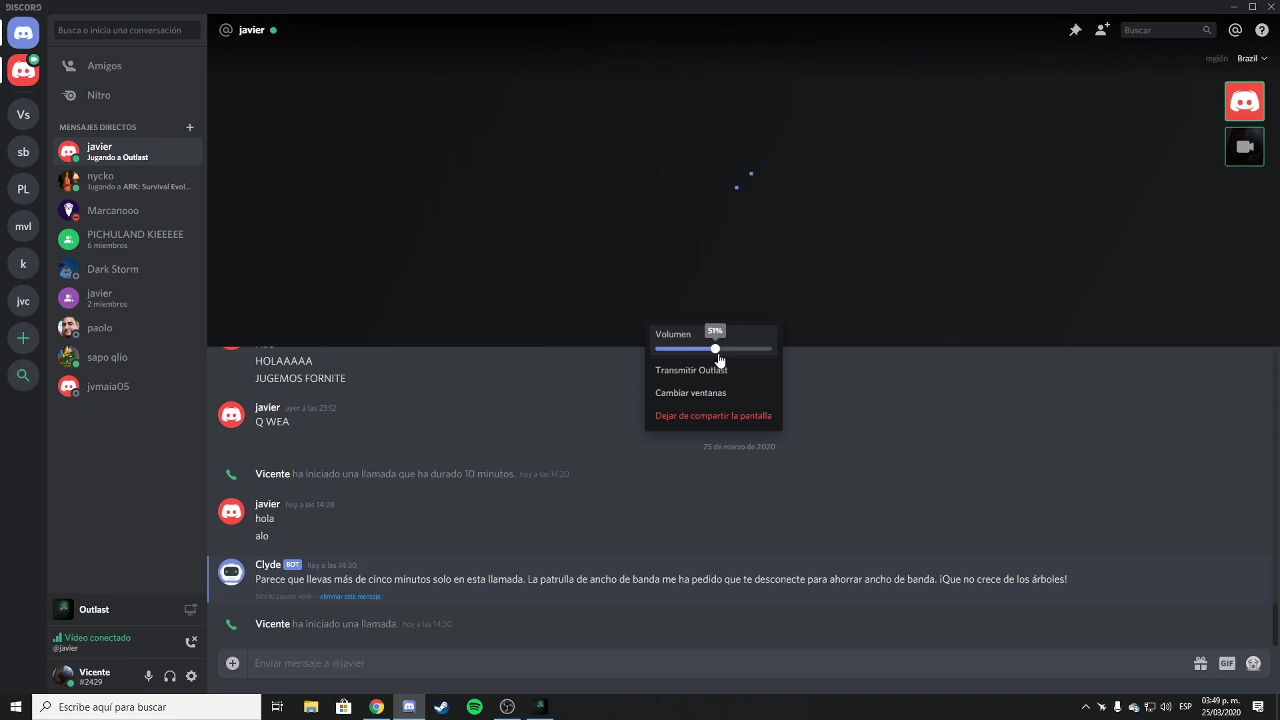 DISCORD
Busca o inicia una conversación
javier
Buscar
región Brazil
Amigos
Nitro
MENSAJES DIRECTOS
javier
Jugando a Outlast
nycko
Jugando a ARK: Survival Evol...
Marcanooo
PICHULAND KIEEEEE
6 miembros
Dark Storm
javier
2 miembros
paolo
sapo qlio
jvmaia05
Vs
sb
PL
mvl
k
jvc
Volumen
51%
Transmitir Outlast
Cambiar ventanas
Dejar de compartir la pantalla
HOLAAAAA
JUGEMOS FORNITE
javier ayer a las 23:12
Q WEA
25 de marzo de 2020
Vicente ha iniciado una llamada que ha durado 10 minutos. hoy a las 14:20
javier hoy a las 14:28
hola
alo
Clyde BOT hoy a las 14:30
Parece que llevas más de cinco minutos solo en esta llamada. La patrulla de ancho de banda me ha pedido que te desconecte para ahorrar ancho de banda. ¡Que no crece de los árboles!
Solo tú puedes verlo — eliminar este mensaje.
Vicente ha iniciado una llamada. hoy a las 14:30
Enviar mensaje a @javier
GIF
Outlast
Vídeo conectado
@javier
Vicente
#2429
Escribe aquí para buscar
ESP
03:49 p. m.
25/03/2020